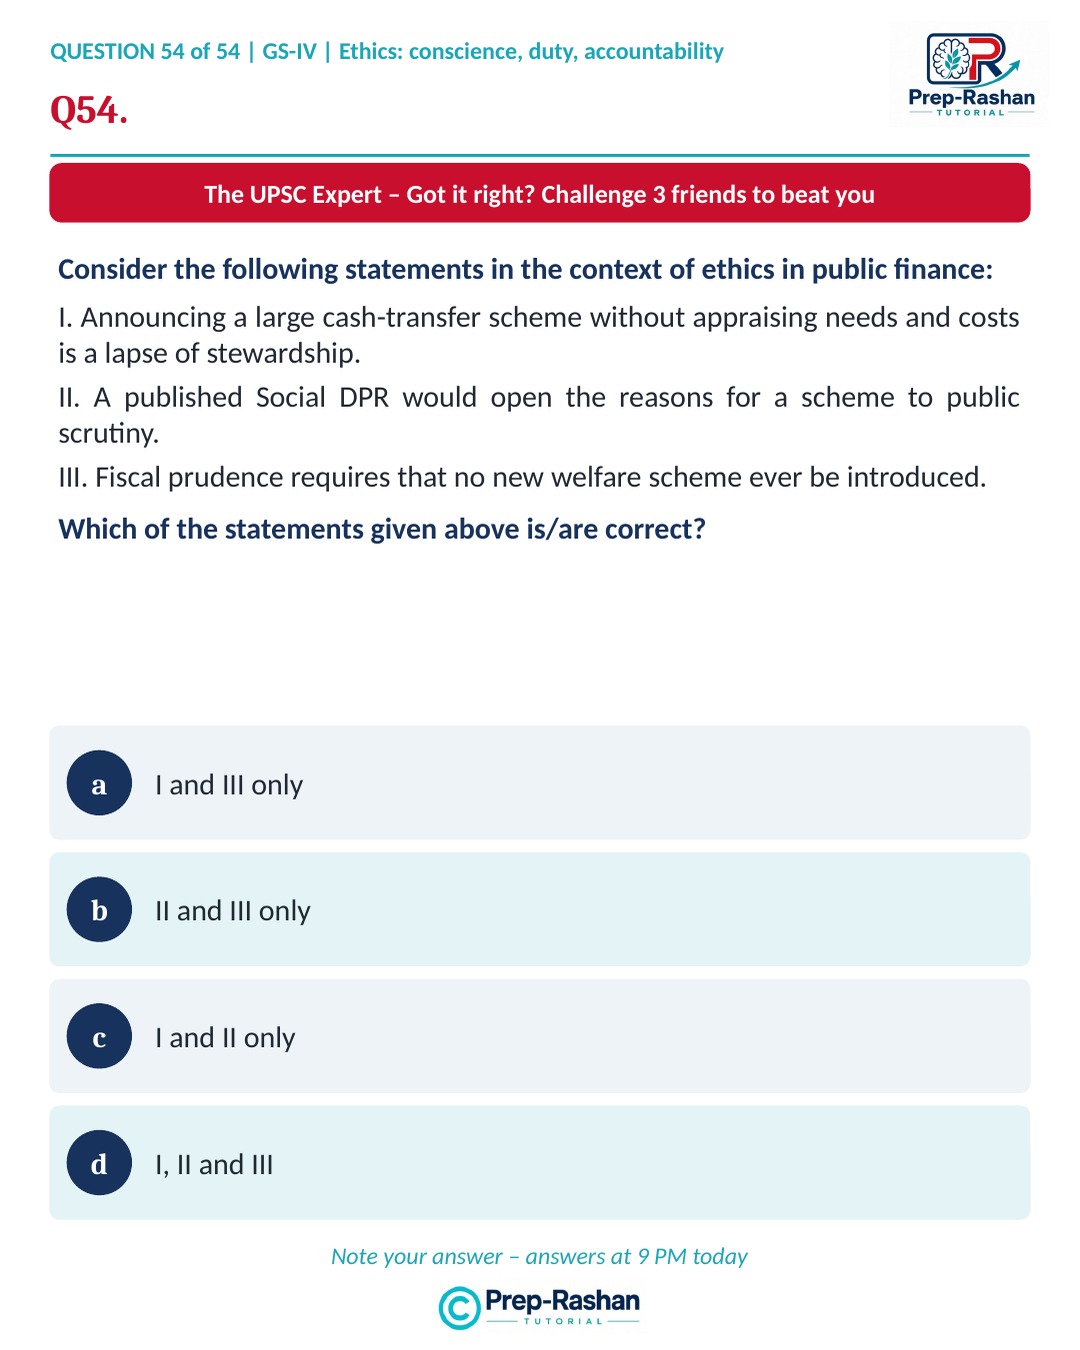 QUESTION 54 of 54 | GS-IV | Ethics: conscience, duty, accountability
Q54.
Prep-Rashan
TUTORIAL
The UPSC Expert – Got it right? Challenge 3 friends to beat you
Consider the following statements in the context of ethics in public finance:
I. Announcing a large cash-transfer scheme without appraising needs and costs
is a lapse of stewardship.
II. A published Social DPR would open the reasons for a scheme to public
scrutiny.
III. Fiscal prudence requires that no new welfare scheme ever be introduced.
Which of the statements given above is/are correct?
a I and III only
b II and III only
c I and II only
d I, II and III
Note your answer – answers at 9 PM today
© Prep-Rashan
TUTORIAL